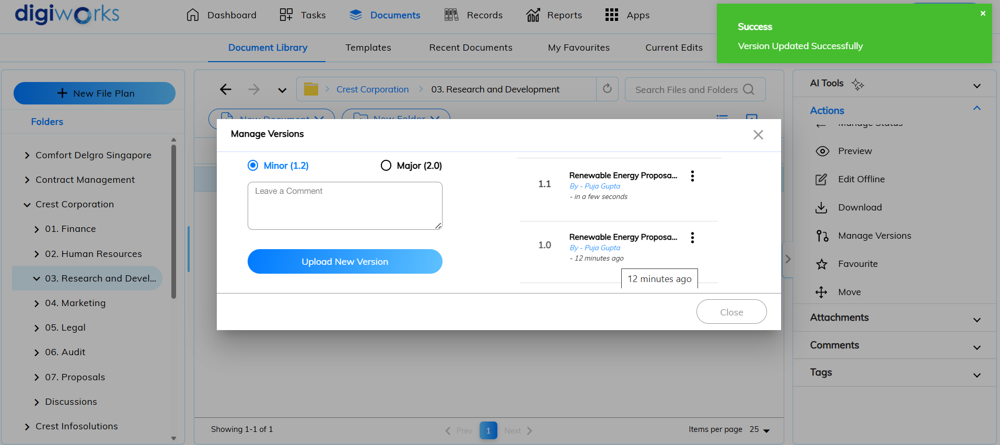 digiworks
Dashboard
Tasks
Documents
Records
Reports
Apps
Success
Version Updated Successfully
Document Library
Templates
Recent Documents
My Favourites
Current Edits
New File Plan
Folders
Comfort Delgro Singapore
Contract Management
Crest Corporation
01. Finance
02. Human Resources
03. Research and Devel...
04. Marketing
05. Legal
06. Audit
07. Proposals
Discussions
Crest Infosolutions
Crest Corporation
03. Research and Development
Search Files and Folders
New Document
New Folder
Manage Versions
Minor (1.2)
Major (2.0)
Leave a Comment
Upload New Version
1.1
Renewable Energy Proposa...
By - Puja Gupta
- in a few seconds
1.0
Renewable Energy Proposa...
By - Puja Gupta
- 12 minutes ago
12 minutes ago
Close
Showing 1-1 of 1
Prev
1
Next
Items per page
25
AI Tools
Actions
Manage Status
Preview
Edit Offline
Download
Manage Versions
Favourite
Move
Attachments
Comments
Tags